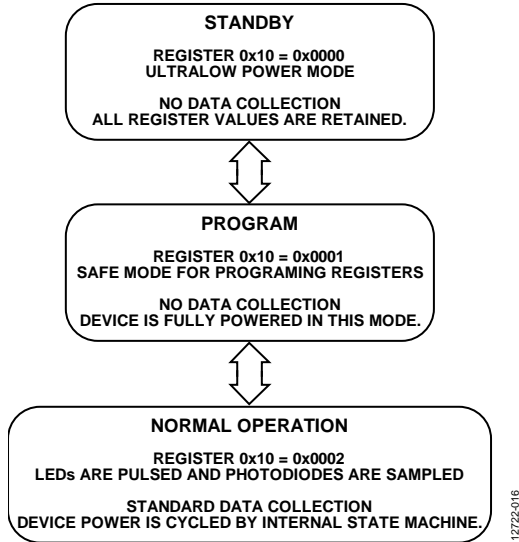 STANDBY
REGISTER 0x10 = 0x0000
ULTRALOW POWER MODE
NO DATA COLLECTION
ALL REGISTER VALUES ARE RETAINED.
PROGRAM
REGISTER 0x10 = 0x0001
SAFE MODE FOR PROGRAMING REGISTERS
NO DATA COLLECTION
DEVICE IS FULLY POWERED IN THIS MODE.
NORMAL OPERATION
REGISTER 0x10 = 0x0002
LEDs ARE PULSED AND PHOTODIODES ARE SAMPLED
STANDARD DATA COLLECTION
DEVICE POWER IS CYCLED BY INTERNAL STATE MACHINE.
12722-016